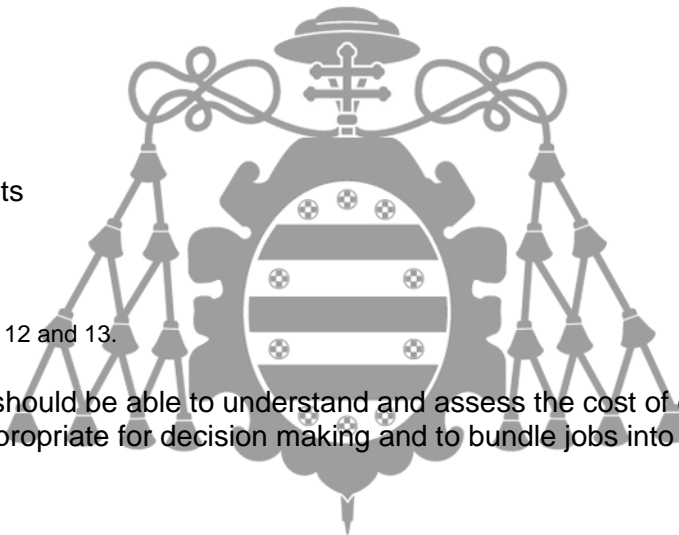 ts
12 and 13.
should be able to understand and assess the cost of
propriate for decision making and to bundle jobs into